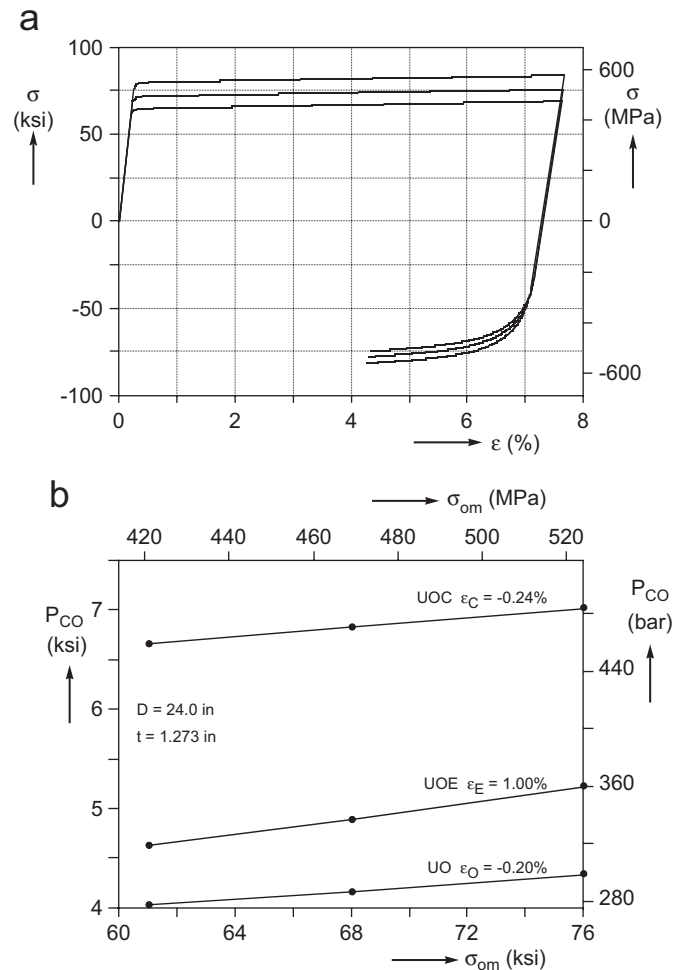 a
σ
(ksi)
100
75
50
0
-50
-100
600
σ
(MPa)
0
-600
0
2
4
6
8
ε (%)
b
σom (MPa)
420
440
460
480
500
520
PCO
(ksi)
7
6
5
4
PCO
(bar)
440
360
280
UOC εC = -0.24%
D = 24.0 in
t = 1.273 in
UOE εE = 1.00%
UO εO = -0.20%
60
64
68
72
76
σom (ksi)